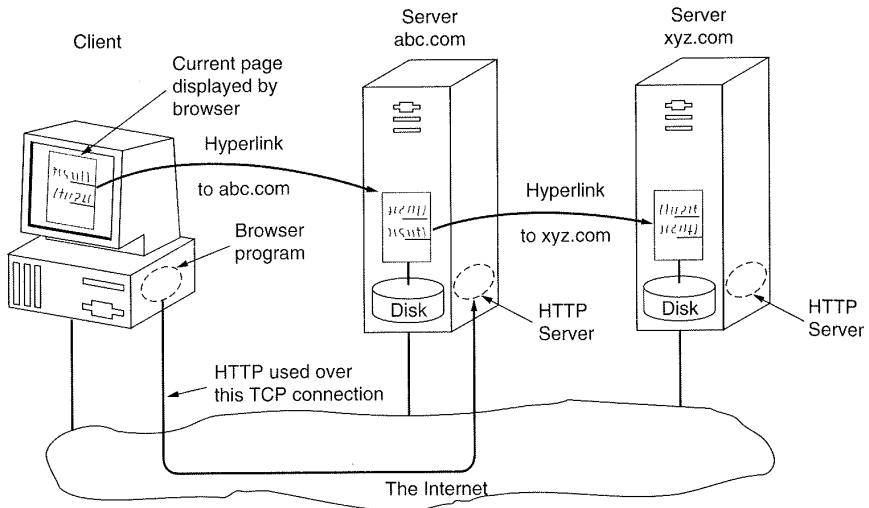 Client
Server
abc.com
Server
xyz.com
Current page
displayed by
browser
Hyperlink
to abc.com
Hyperlink
to xyz.com
Browser
program
Disk
HTTP
Server
Disk
HTTP
Server
HTTP used over
this TCP connection
The Internet